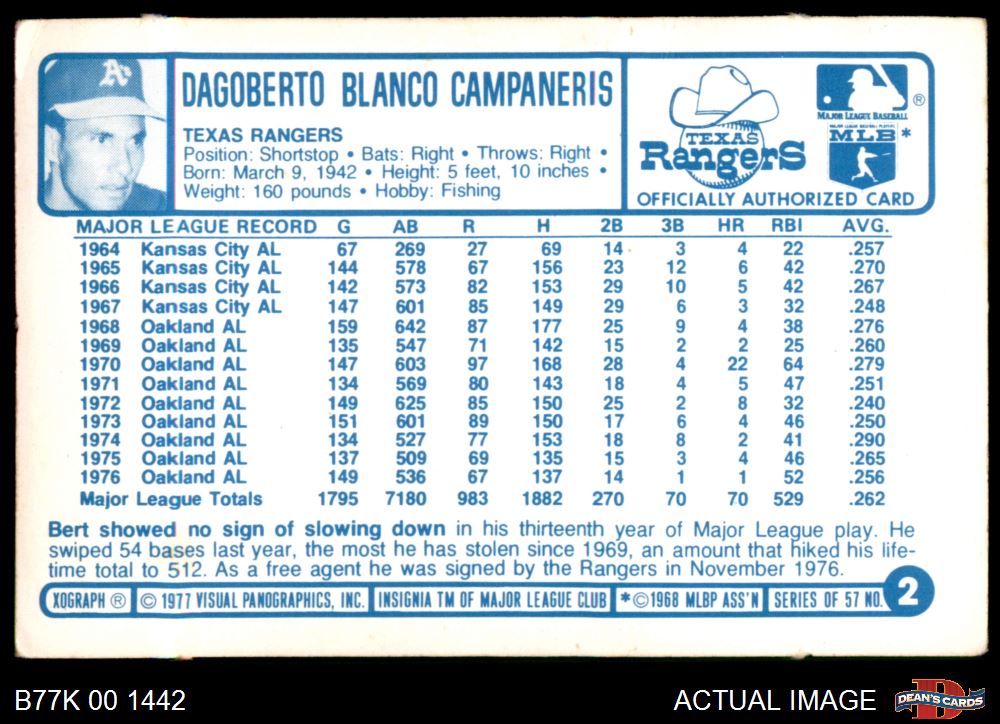 A's
DAGOBERTO BLANCO CAMPANERIS
TEXAS RANGERS
Position: Shortstop • Bats: Right • Throws: Right •
Born: March 9, 1942 • Height: 5 feet, 10 inches •
Weight: 160 pounds • Hobby: Fishing
TEXAS
RangerS
OFFICIALLY AUTHORIZED CARD
®
MAJOR LEAGUE BASEBALL
MAJOR LEAGUE BASEBALL PLAYERS
MLB*
MAJOR LEAGUE RECORD G AB R H 2B 3B HR RBI AVG.
1964 Kansas City AL 67 269 27 69 14 3 4 22 .257
1965 Kansas City AL 144 578 67 156 23 12 6 42 .270
1966 Kansas City AL 142 573 82 153 29 10 5 42 .267
1967 Kansas City AL 147 601 85 149 29 6 3 32 .248
1968 Oakland AL 159 642 87 177 25 9 4 38 .276
1969 Oakland AL 135 547 71 142 15 2 2 25 .260
1970 Oakland AL 147 603 97 168 28 4 22 64 .279
1971 Oakland AL 134 569 80 143 18 4 5 47 .251
1972 Oakland AL 149 625 85 150 25 2 8 32 .240
1973 Oakland AL 151 601 89 150 17 6 4 46 .250
1974 Oakland AL 134 527 77 153 18 8 2 41 .290
1975 Oakland AL 137 509 69 135 15 3 4 46 .265
1976 Oakland AL 149 536 67 137 14 1 1 52 .256
Major League Totals 1795 7180 983 1882 270 70 70 529 .262
Bert showed no sign of slowing down in his thirteenth year of Major League play. He
swiped 54 bases last year, the most he has stolen since 1969, an amount that hiked his life-
time total to 512. As a free agent he was signed by the Rangers in November 1976.
XOGRAPH ® © 1977 VISUAL PANOGRAPHICS, INC. INSIGNIA TM OF MAJOR LEAGUE CLUB *©1968 MLBP ASS'N SERIES OF 57 NO. 2
B77K 00 1442
ACTUAL IMAGE
D
DEAN'S CARDS